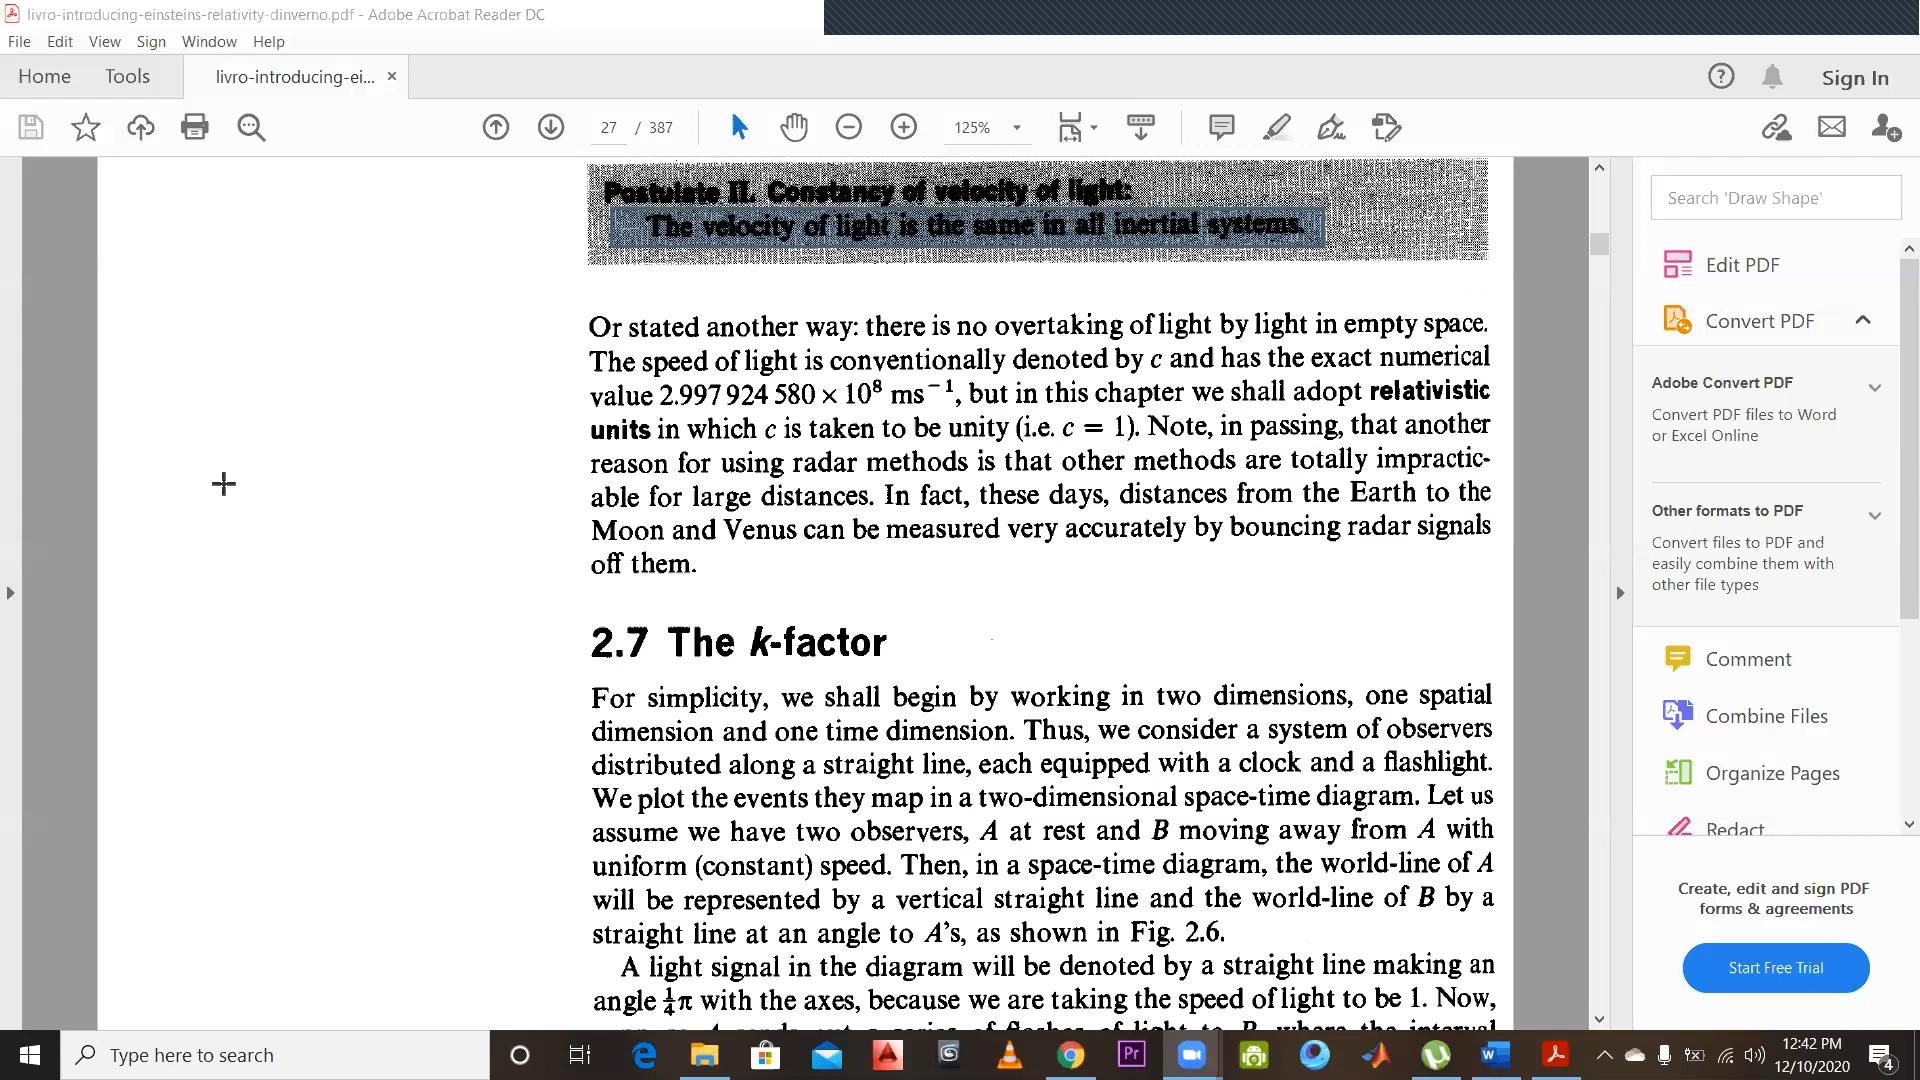 livro-introducing-einsteins-relativity-dinverno.pdf - Adobe Acrobat Reader DC
File Edit View Sign Window Help
Home Tools livro-introducing-ei... × Sign In
27 / 387 125%
Postulate II. Constancy of velocity of light:
The velocity of light is the same in all inertial systems.
Or stated another way: there is no overtaking of light by light in empty space.
The speed of light is conventionally denoted by c and has the exact numerical
value 2.997 924 580 × 10⁸ ms⁻¹, but in this chapter we shall adopt relativistic
units in which c is taken to be unity (i.e. c = 1). Note, in passing, that another
reason for using radar methods is that other methods are totally impractic-
able for large distances. In fact, these days, distances from the Earth to the
Moon and Venus can be measured very accurately by bouncing radar signals
off them.
2.7 The k-factor
For simplicity, we shall begin by working in two dimensions, one spatial
dimension and one time dimension. Thus, we consider a system of observers
distributed along a straight line, each equipped with a clock and a flashlight.
We plot the events they map in a two-dimensional space-time diagram. Let us
assume we have two observers, A at rest and B moving away from A with
uniform (constant) speed. Then, in a space-time diagram, the world-line of A
will be represented by a vertical straight line and the world-line of B by a
straight line at an angle to A's, as shown in Fig. 2.6.
A light signal in the diagram will be denoted by a straight line making an
angle ¼π with the axes, because we are taking the speed of light to be 1. Now,
Search 'Draw Shape'
Edit PDF
Convert PDF
Adobe Convert PDF
Convert PDF files to Word
or Excel Online
Other formats to PDF
Convert files to PDF and
easily combine them with
other file types
Comment
Combine Files
Organize Pages
Redact
Create, edit and sign PDF
forms & agreements
Start Free Trial
Type here to search
Pr
12:42 PM
12/10/2020
4